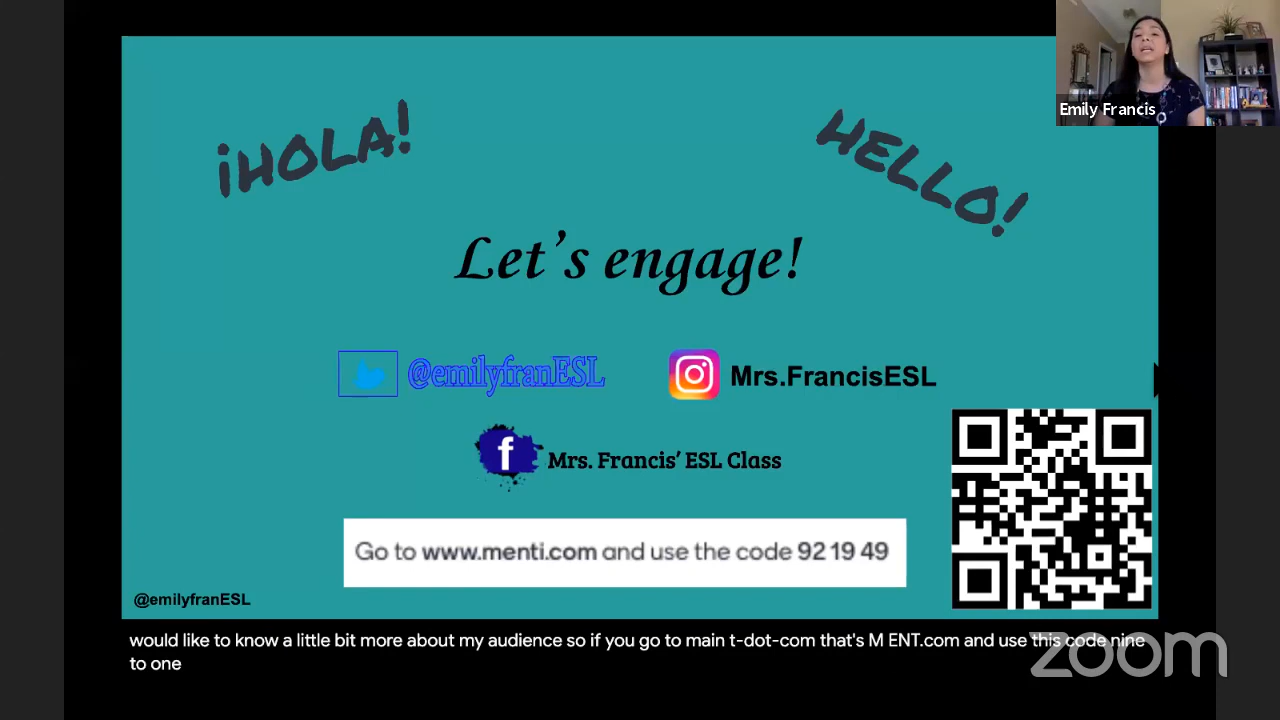 Emily Francis
¡HOLA!
HELLO!
Let's engage!
@emilyfranESL
Mrs.FrancisESL
f
Mrs. Francis' ESL Class
Go to www.menti.com and use the code 92 19 49
@emilyfranESL
would like to know a little bit more about my audience so if you go to main t-dot-com that's M ENT.com and use this code nine
to one
zoom